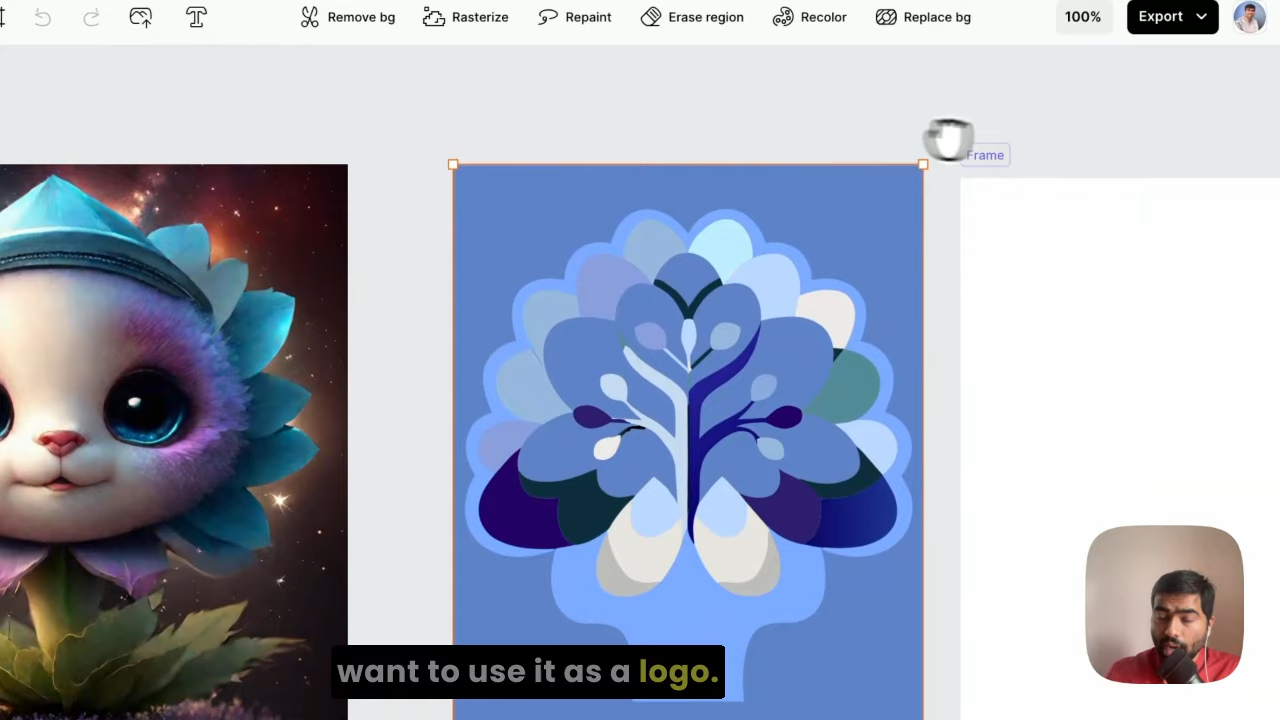 Remove bg
Rasterize
Repaint
Erase region
Recolor
Replace bg
100%
Export
Frame
want to use it as a logo.